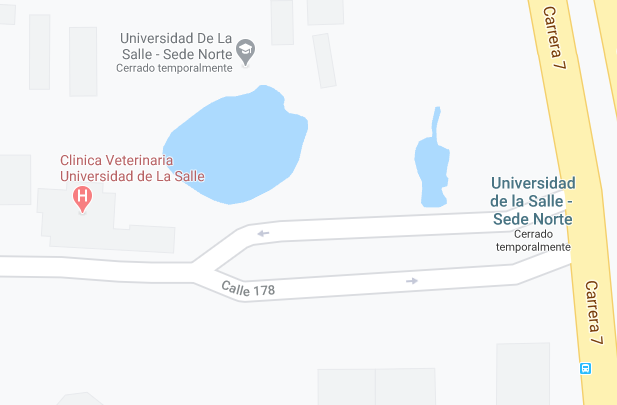 Carrera 7
Universidad De La
Salle - Sede Norte
Cerrado temporalmente
Clinica Veterinaria
Universidad de La Salle
H
Universidad
de la Salle -
Sede Norte
Cerrado
temporalmente
Calle 178
Carrera 7